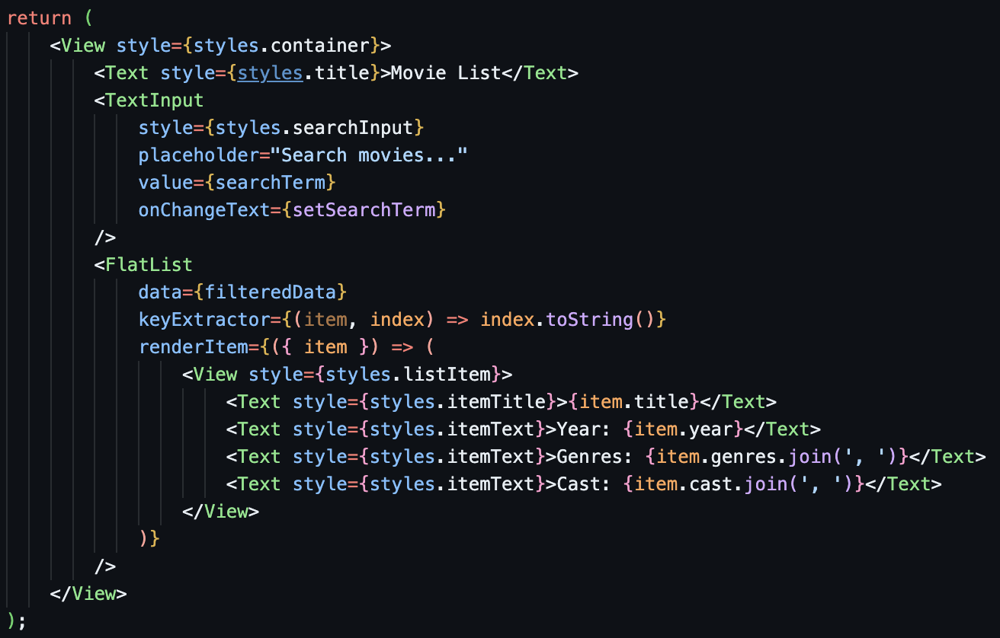 return (
    <View style={styles.container}>
        <Text style={styles.title}>Movie List</Text>
        <TextInput
            style={styles.searchInput}
            placeholder="Search movies..."
            value={searchTerm}
            onChangeText={setSearchTerm}
        />
        <FlatList
            data={filteredData}
            keyExtractor={(item, index) => index.toString()}
            renderItem={({ item }) => (
                <View style={styles.listItem}>
                    <Text style={styles.itemTitle}>{item.title}</Text>
                    <Text style={styles.itemText}>Year: {item.year}</Text>
                    <Text style={styles.itemText}>Genres: {item.genres.join(', ')}</Text>
                    <Text style={styles.itemText}>Cast: {item.cast.join(', ')}</Text>
                </View>
            )}
        />
    </View>
);